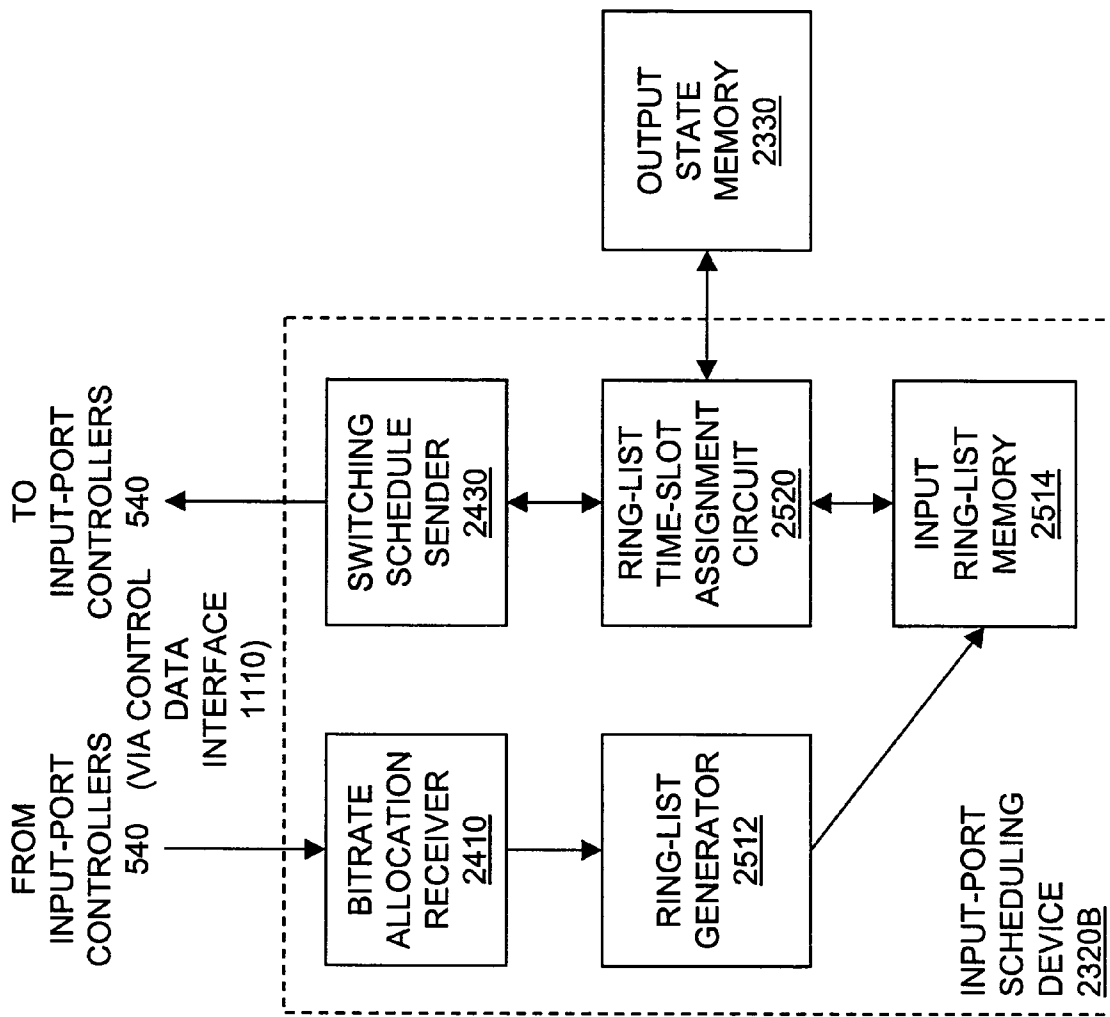 FROM
INPUT-PORT
CONTROLLERS
540 (VIA CONTROL 540
DATA
INTERFACE
1110)
TO
INPUT-PORT
CONTROLLERS
BITRATE
ALLOCATION
RECEIVER
2410
SWITCHING
SCHEDULE
SENDER
2430
RING-LIST
GENERATOR
2512
RING-LIST
TIME-SLOT
ASSIGNMENT
CIRCUIT
2520
OUTPUT
STATE
MEMORY
2330
INPUT
RING-LIST
MEMORY
2514
INPUT-PORT
SCHEDULING
DEVICE
2320B